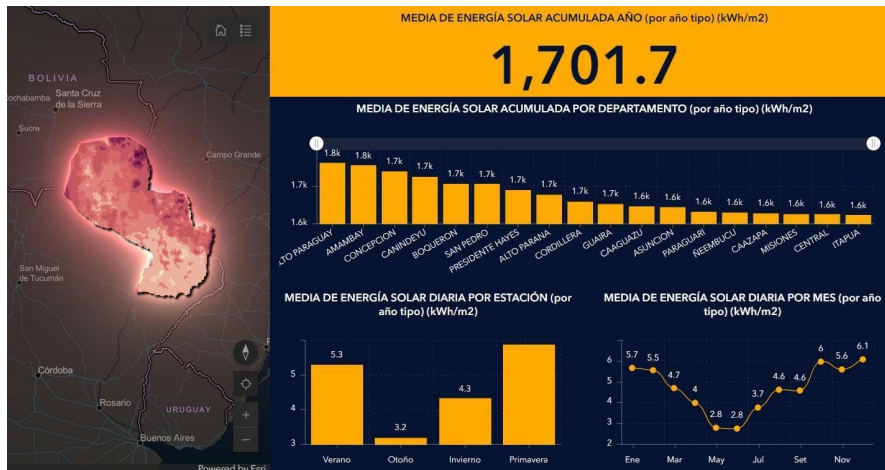 BOLIVIA
Santa Cruz
de la Sierra
Cochabamba
Sucre
Campo Grande
San Miguel
de Tucumán
Córdoba
Rosario
URUGUAY
Buenos Aires
+
−
Powered by Esri
MEDIA DE ENERGÍA SOLAR ACUMULADA AÑO (por año tipo) (kWh/m2)
1,701.7
MEDIA DE ENERGÍA SOLAR ACUMULADA POR DEPARTAMENTO (por año tipo) (kWh/m2)
1.8k 1.8k 1.7k 1.7k 1.7k 1.7k 1.7k 1.7k 1.7k 1.7k 1.6k 1.6k 1.6k 1.6k 1.6k 1.6k 1.6k 1.6k
1.7k
1.6k
ALTO PARAGUAY
AMAMBAY
CONCEPCION
CANINDEYU
BOQUERON
SAN PEDRO
PRESIDENTE HAYES
ALTO PARANA
CORDILLERA
GUAIRA
CAAGUAZU
ASUNCION
PARAGUARI
ÑEEMBUCU
CAAZAPA
MISIONES
CENTRAL
ITAPUA
MEDIA DE ENERGÍA SOLAR DIARIA POR ESTACIÓN (por
año tipo) (kWh/m2)
5.3 3.2 4.3
5
4
3
Verano Otoño Invierno Primavera
MEDIA DE ENERGÍA SOLAR DIARIA POR MES (por año
tipo) (kWh/m2)
5.7 5.5 4.7 4 2.8 2.8 3.7 4.6 4.6 6 5.6 6.1
6
5
4
3
2
Ene Mar May Jul Set Nov